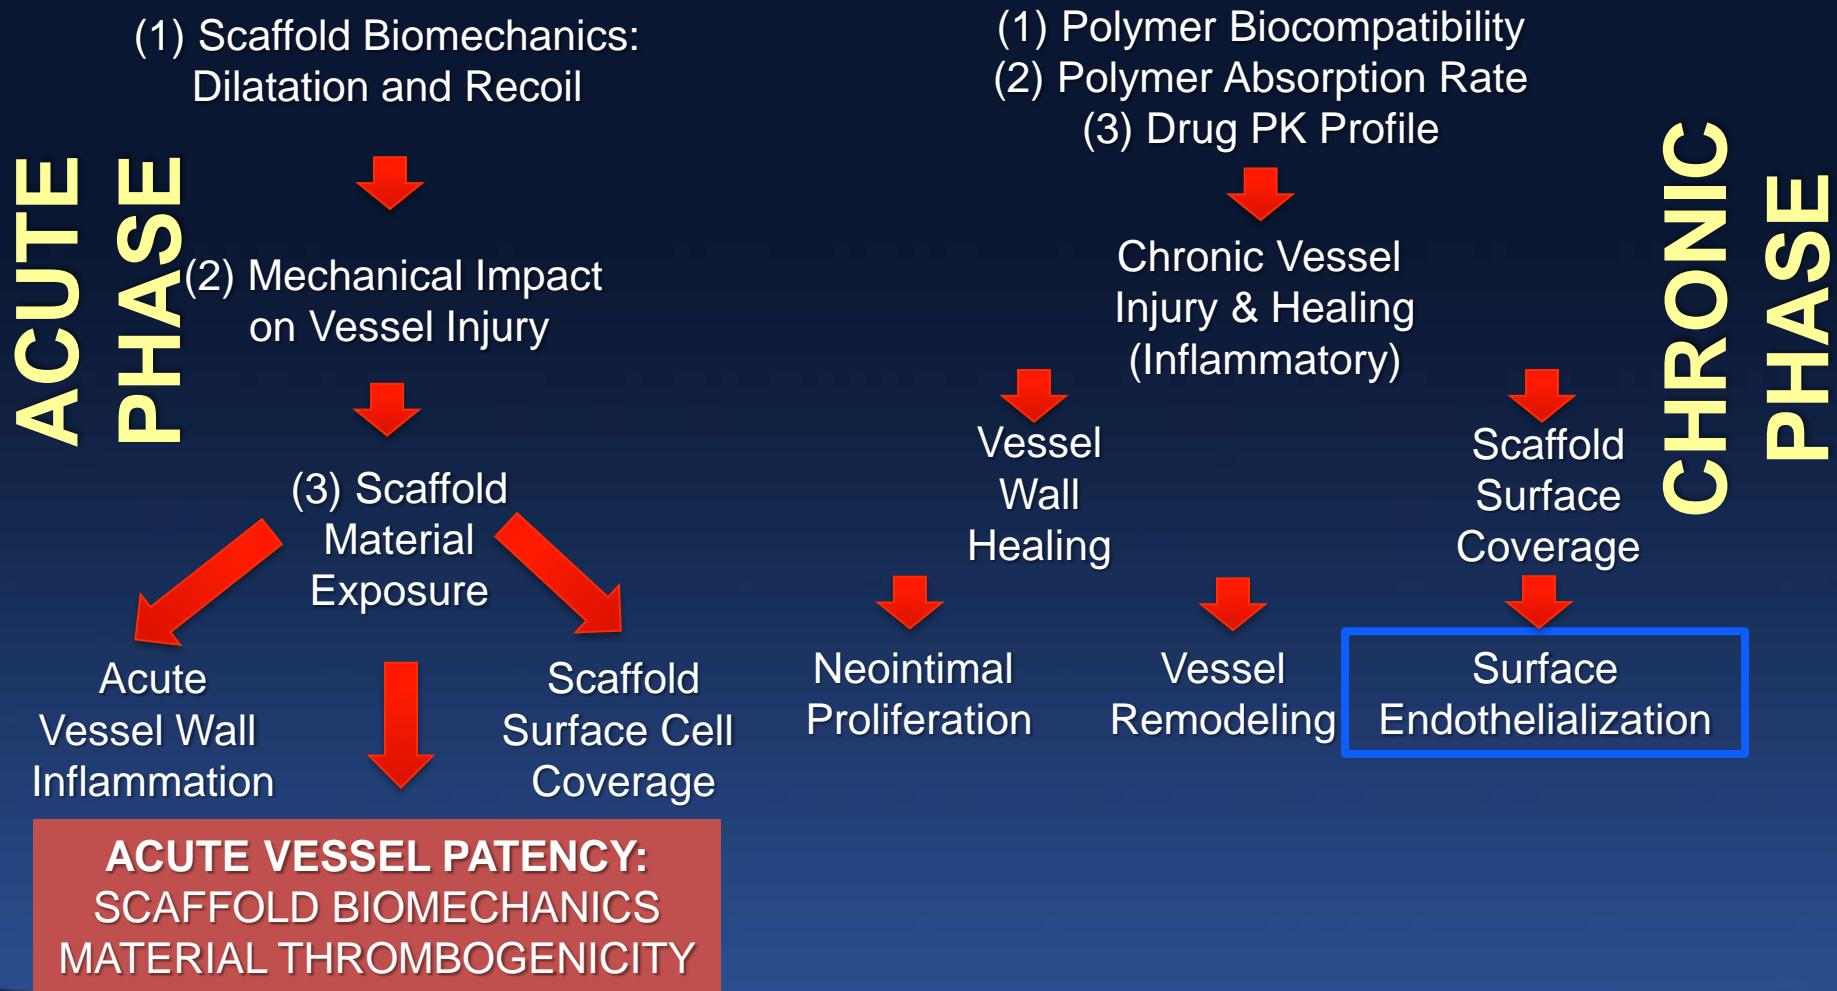 ACUTE
PHASE
(1) Scaffold Biomechanics:
Dilatation and Recoil
(2) Mechanical Impact
on Vessel Injury
(3) Scaffold
Material
Exposure
Acute
Vessel Wall
Inflammation
Scaffold
Surface Cell
Coverage
ACUTE VESSEL PATENCY:
SCAFFOLD BIOMECHANICS
MATERIAL THROMBOGENICITY
(1) Polymer Biocompatibility
(2) Polymer Absorption Rate
(3) Drug PK Profile
Chronic Vessel
Injury & Healing
(Inflammatory)
Vessel
Wall
Healing
Scaffold
Surface
Coverage
Neointimal
Proliferation
Vessel
Remodeling
Surface
Endothelialization
CHRONIC
PHASE